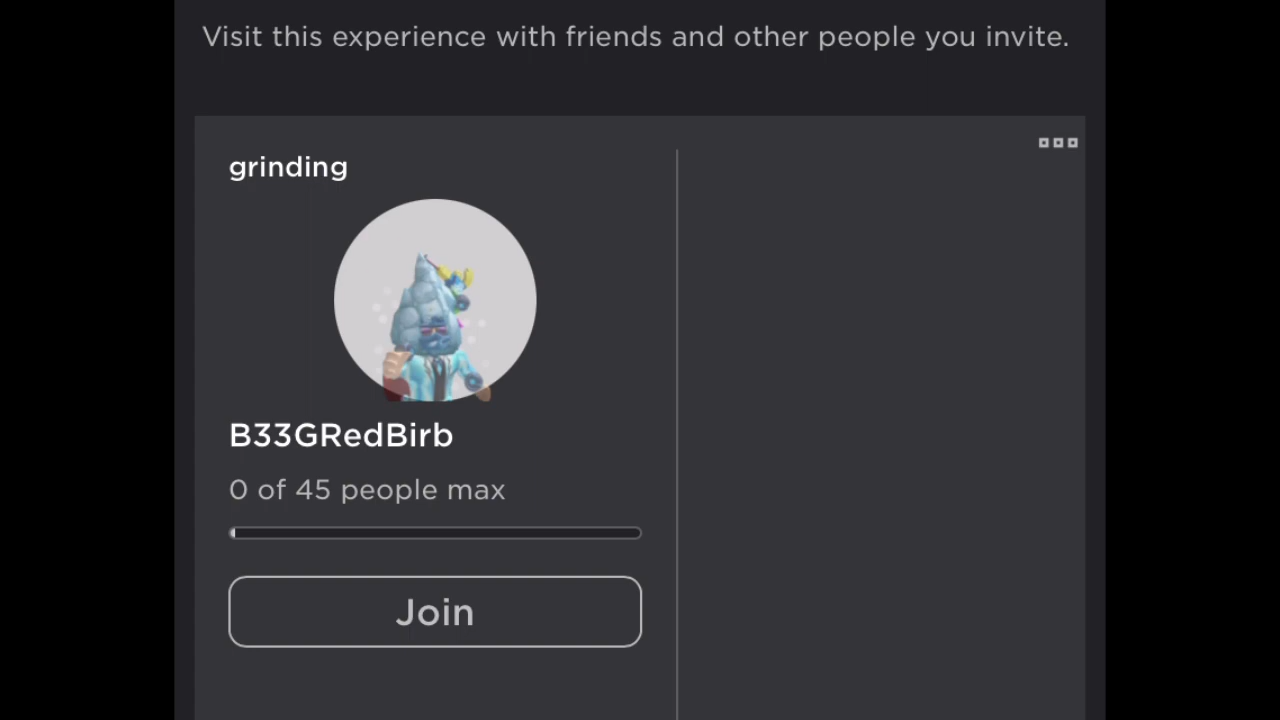 Visit this experience with friends and other people you invite.
grinding
B33GRedBirb
0 of 45 people max
Join